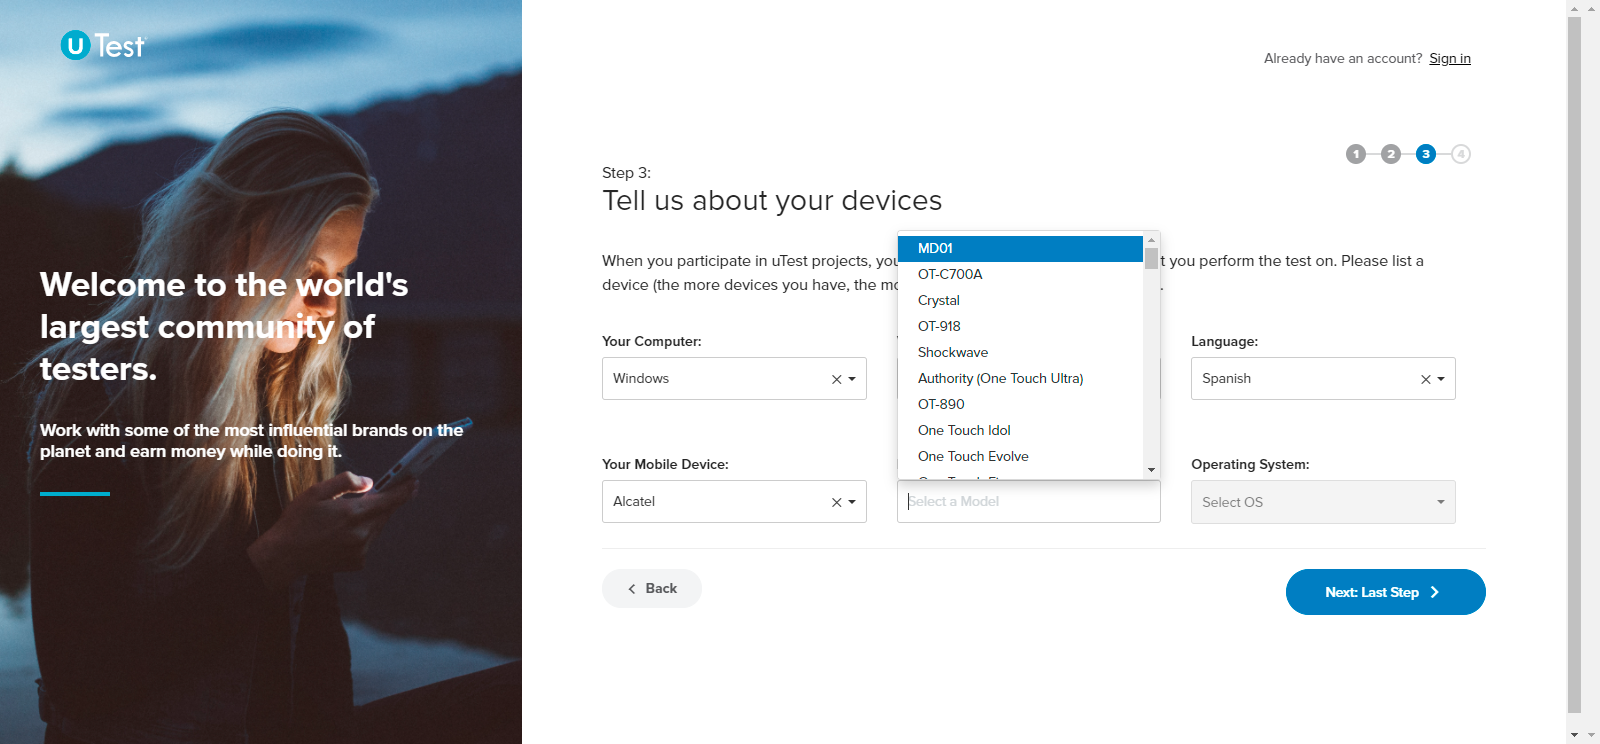 uTest
Already have an account? Sign in
1 2 3 4
Step 3:
Tell us about your devices
When you participate in uTest projects, you
t you perform the test on. Please list a
device (the more devices you have, the mo
.
MD01
OT-C700A
Crystal
OT-918
Shockwave
Authority (One Touch Ultra)
OT-890
One Touch Idol
One Touch Evolve
Welcome to the world's
largest community of
testers.
Work with some of the most influential brands on the
planet and earn money while doing it.
Your Computer:
Windows
Language:
Spanish
Your Mobile Device:
Alcatel
Select a Model
Operating System:
Select OS
Back
Next: Last Step